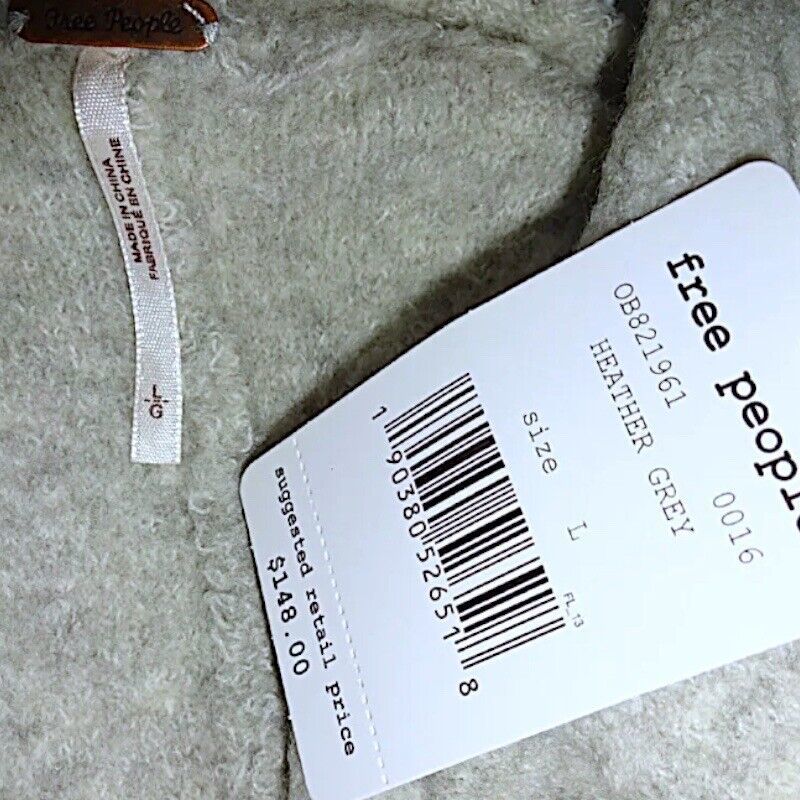 Free People
MADE IN CHINA
FABRIQUÉ EN CHINE
G/L
free people
OB821961 0016
HEATHER GREY
size L
FL_13
1 90380 52651 8
suggested retail price
$148.00